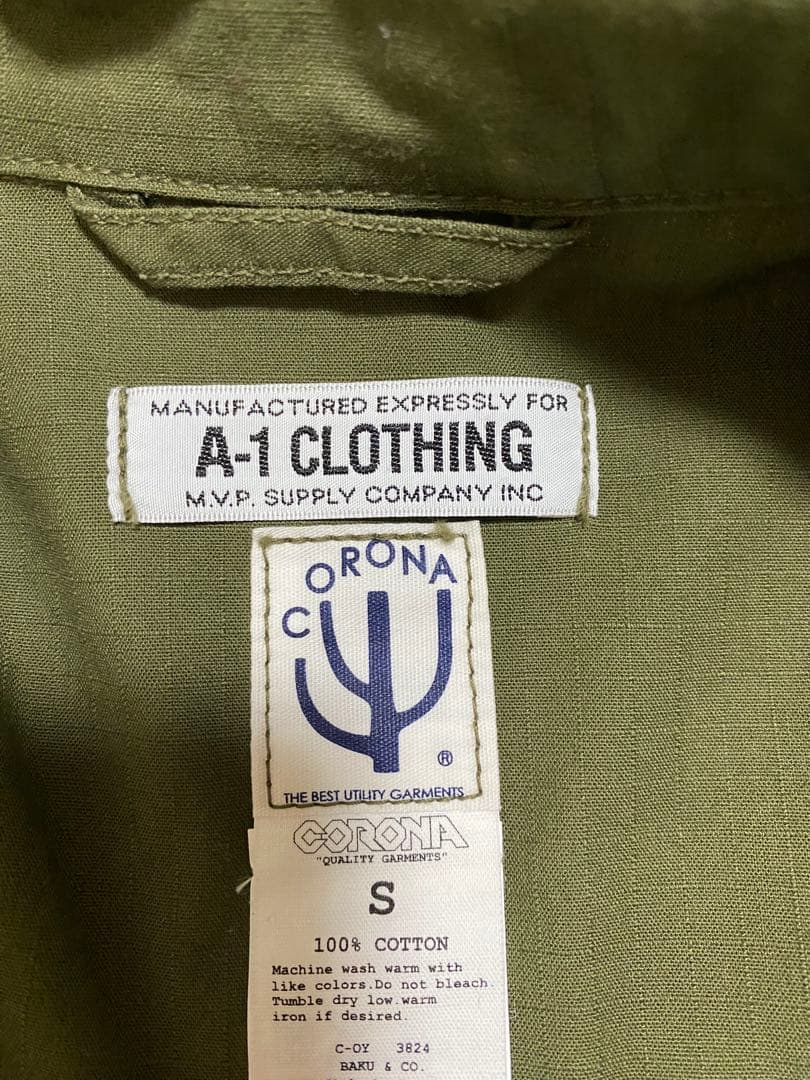 MANUFACTURED EXPRESSLY FOR
A-1 CLOTHING
M.V.P. SUPPLY COMPANY INC
CORONA
®
THE BEST UTILITY GARMENTS
CORONA
"QUALITY GARMENTS"
S
100% COTTON
Machine wash warm with
like colors.Do not bleach.
Tumble dry low.warm
iron if desired.
C-OY 3824
BAKU & CO.